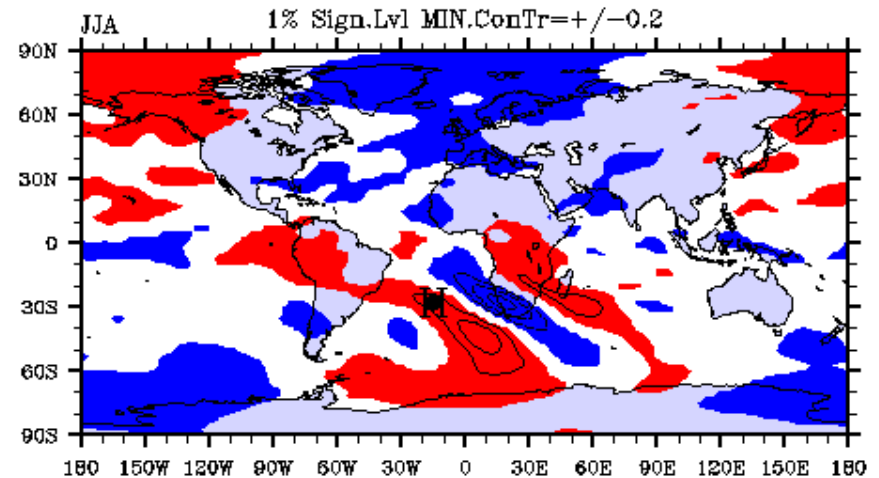 JJA 1% Sign.Lvl MIN.ConTr=+/-0.2
90N
60N
30N
0
30S
60S
90S
H
180 150W 120W 90W 60W 30W 0 30E 60E 90E 120E 150E 180